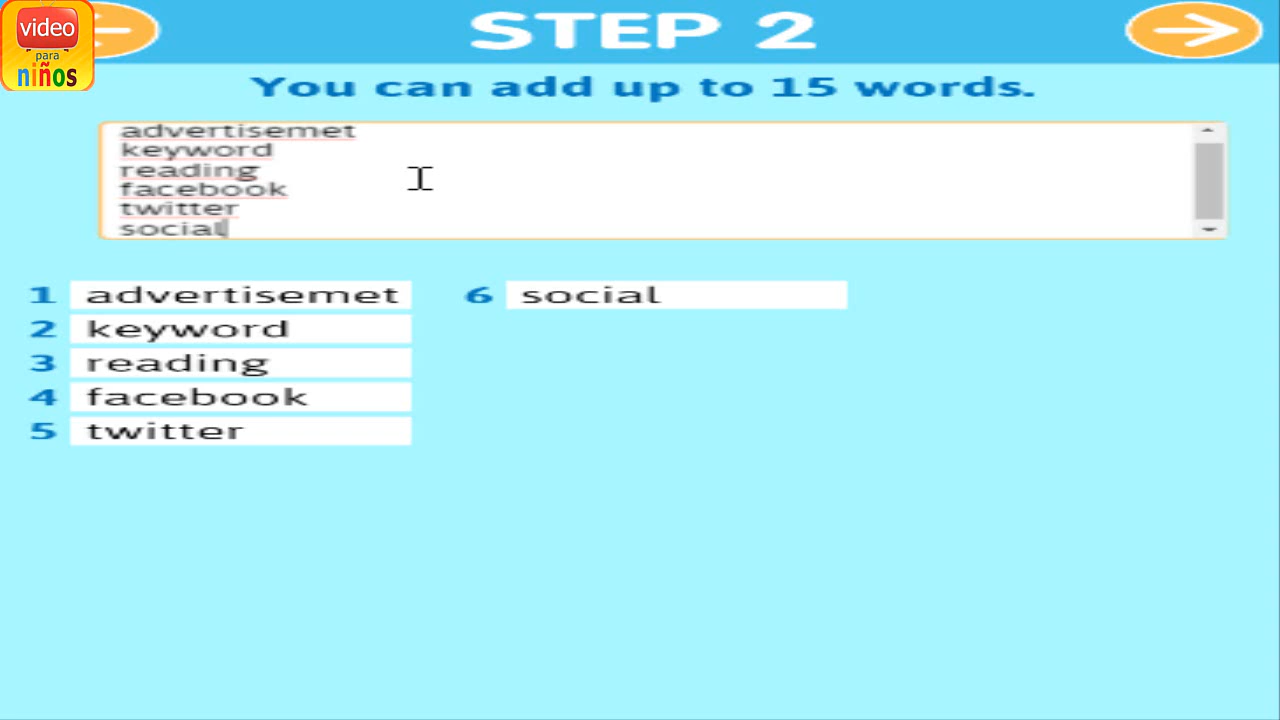 video
para
niños
STEP 2
You can add up to 15 words.
advertisemet
keyword
reading
facebook
twitter
social
1 advertisemet
2 keyword
3 reading
4 facebook
5 twitter
6 social